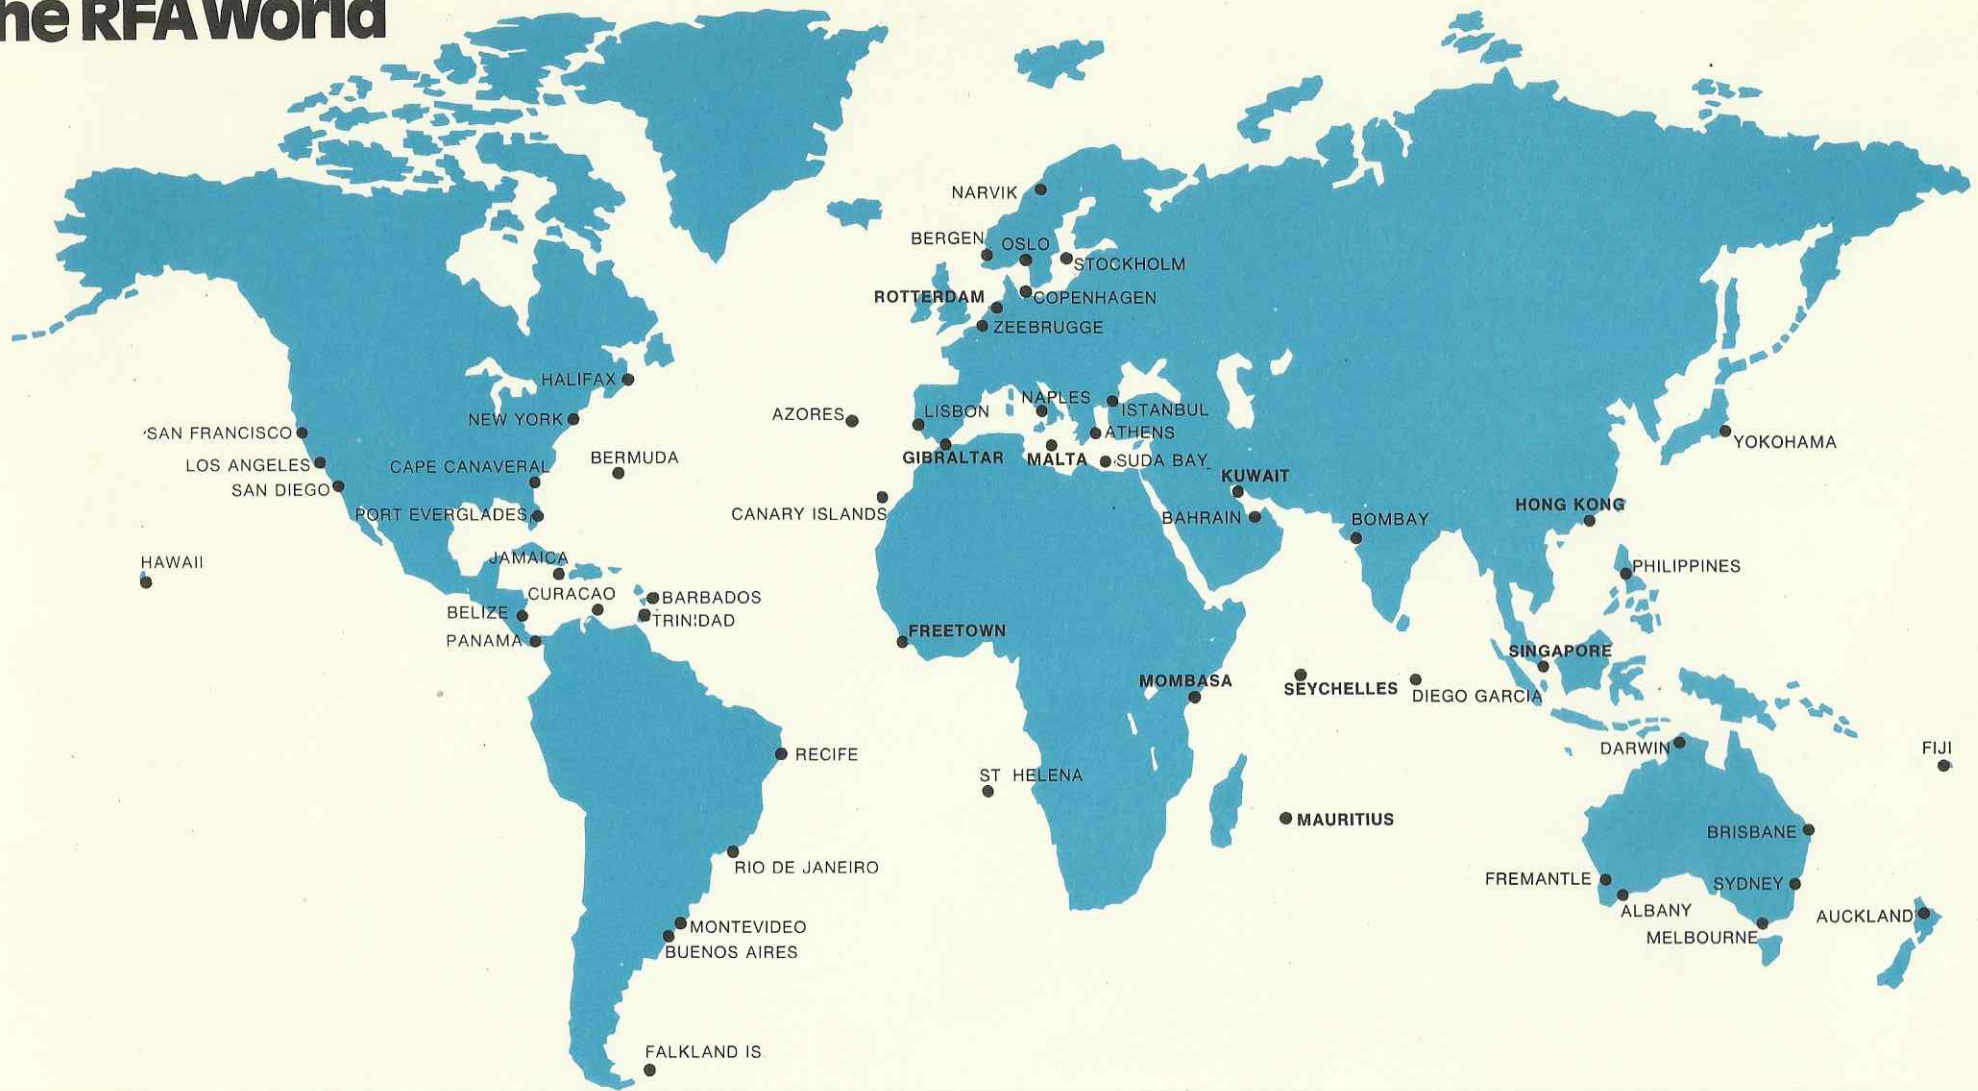 he RFA World
NARVIK
BERGEN
OSLO
STOCKHOLM
ROTTERDAM
COPENHAGEN
ZEEBRUGGE
HALIFAX
NEW YORK
AZORES
LISBON
NAPLES
ISTANBUL
ATHENS
SAN FRANCISCO
LOS ANGELES
SAN DIEGO
CAPE CANAVERAL
BERMUDA
GIBRALTAR
MALTA
SUDA BAY
KUWAIT
YOKOHAMA
PORT EVERGLADES
CANARY ISLANDS
BAHRAIN
BOMBAY
HONG KONG
HAWAII
JAMAICA
CURACAO
BARBADOS
BELIZE
TRINIDAD
PANAMA
PHILIPPINES
FREETOWN
MOMBASA
SEYCHELLES
DIEGO GARCIA
SINGAPORE
RECIFE
ST HELENA
DARWIN
FIJI
MAURITIUS
BRISBANE
RIO DE JANEIRO
FREMANTLE
SYDNEY
ALBANY
AUCKLAND
MELBOURNE
MONTEVIDEO
BUENOS AIRES
FALKLAND IS